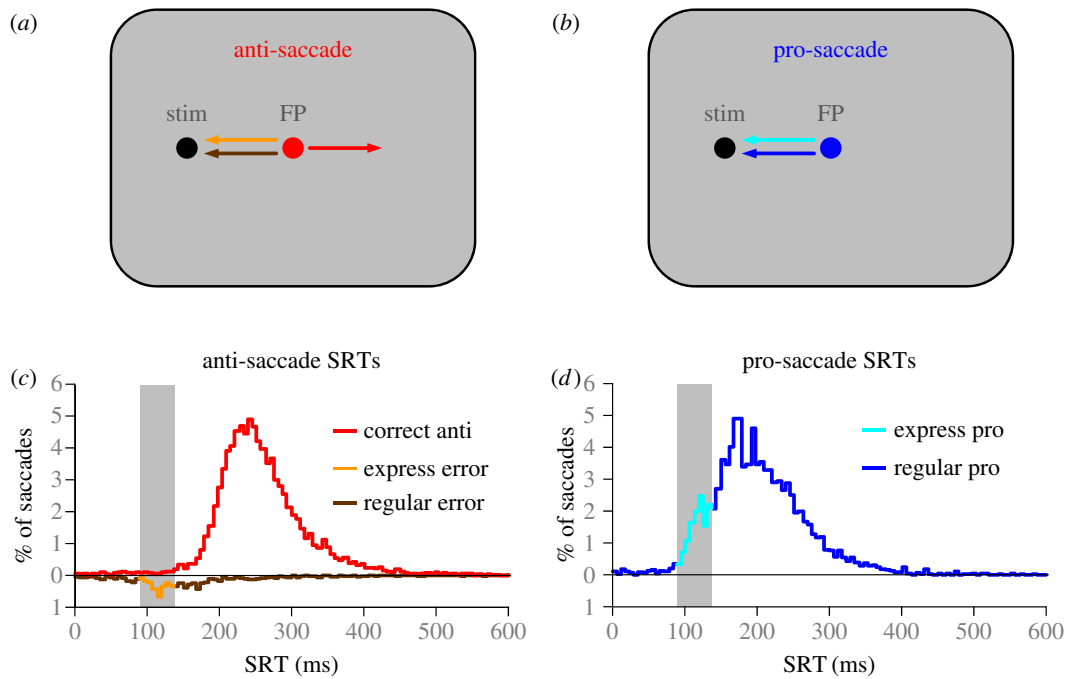 (a)
anti-saccade
stim FP
(b)
pro-saccade
stim FP
(c) anti-saccade SRTs
% of saccades
6
5
4
3
2
1
0
1
correct anti
express error
regular error
0 100 200 300 400 500 600
SRT (ms)
(d) pro-saccade SRTs
% of saccades
6
5
4
3
2
1
0
1
express pro
regular pro
0 100 200 300 400 500 600
SRT (ms)